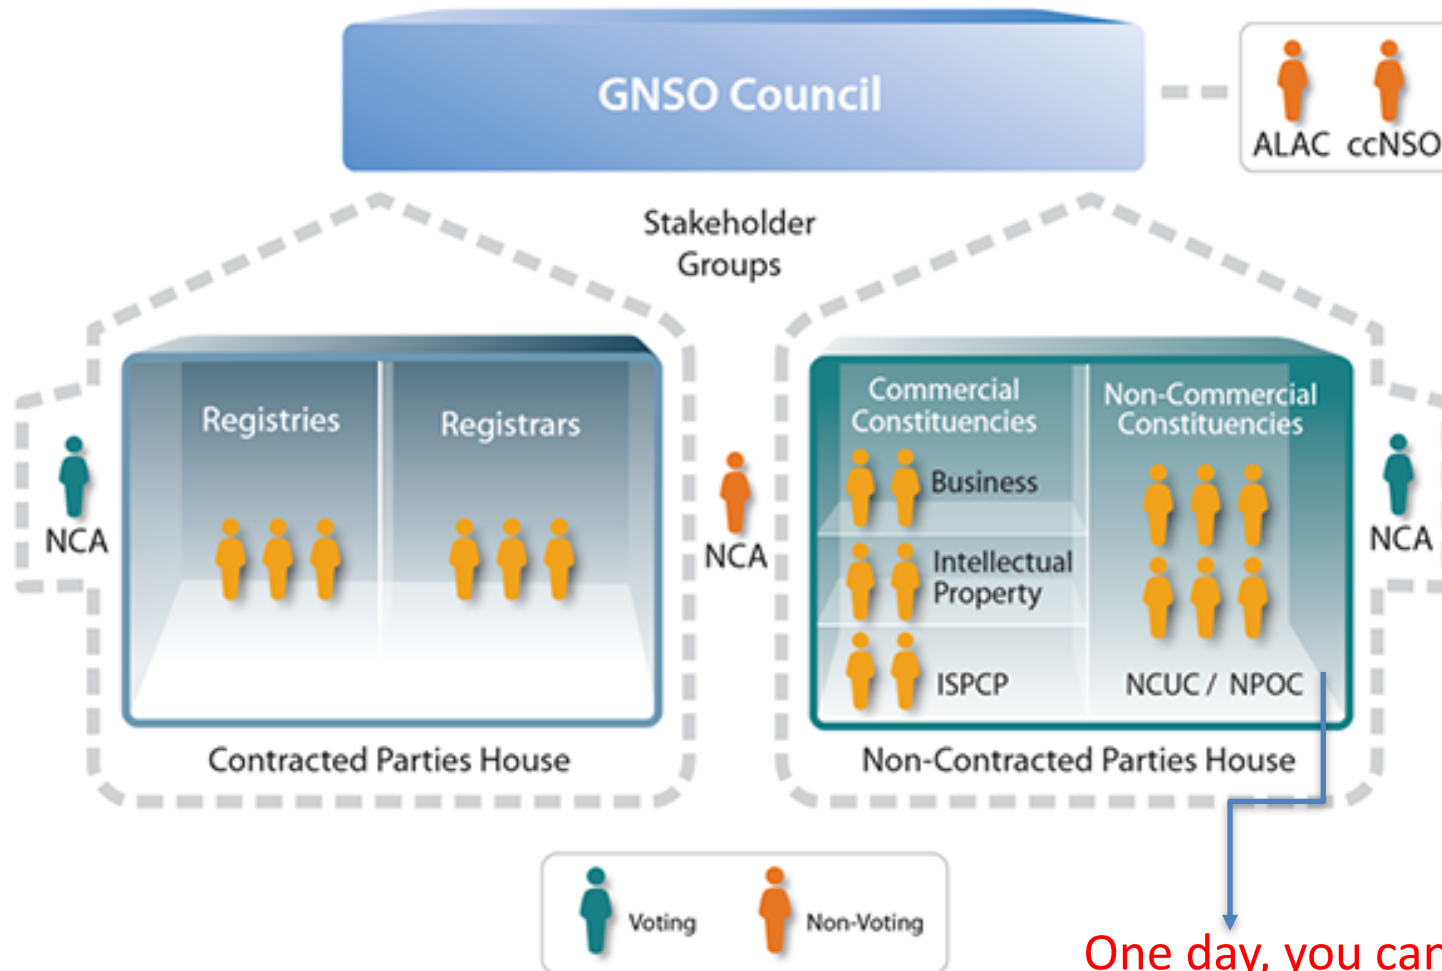 GNSO Council
ALAC ccNSO
Stakeholder
Groups
Registries
Registrars
Commercial
Constituencies
Non-Commercial
Constituencies
Business
Intellectual
Property
ISPCP
NCUC / NPOC
NCA
NCA
NCA
Contracted Parties House
Non-Contracted Parties House
Voting
Non-Voting
One day, you can